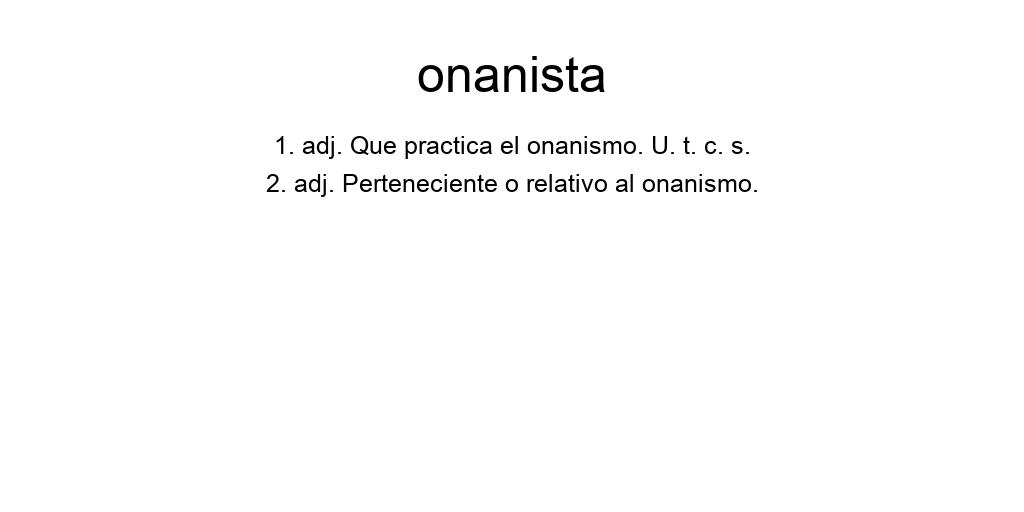 onanista
1. adj. Que practica el onanismo. U. t. c. s.
2. adj. Perteneciente o relativo al onanismo.